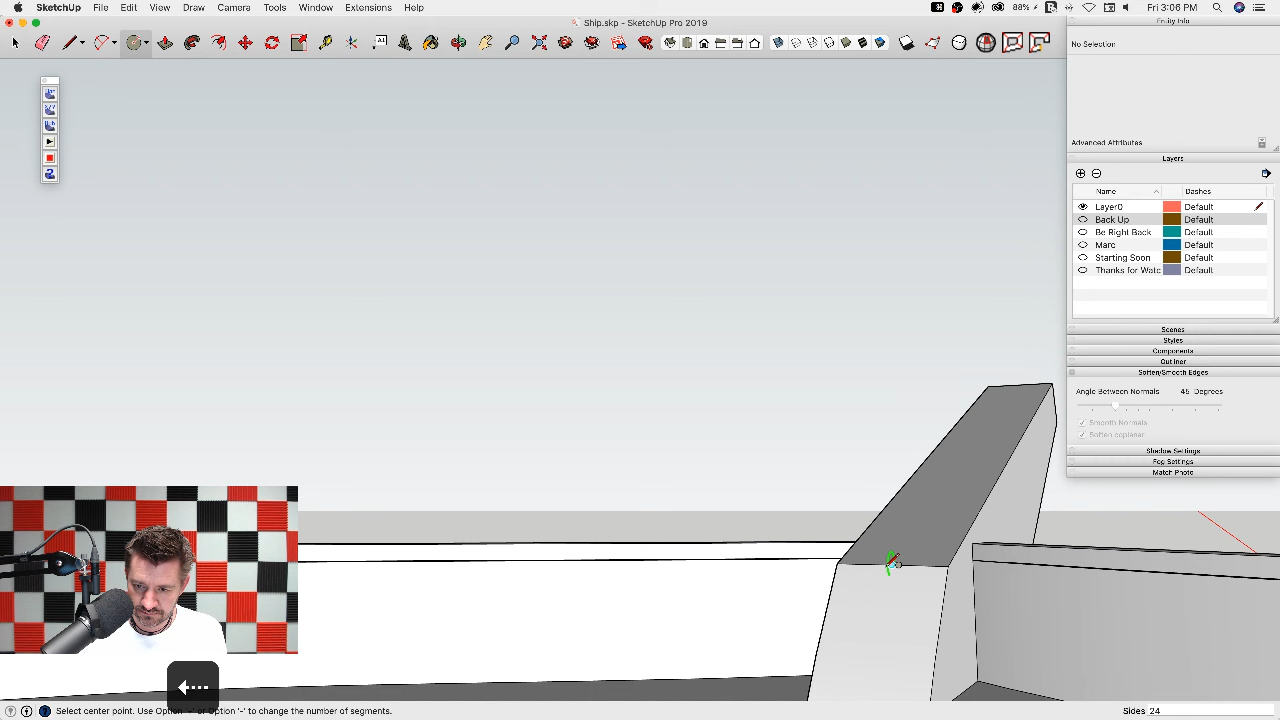 SketchUp File Edit View Draw Camera Tools Window Extensions Help
88% Fri 3:06 PM
Ship.skp - SketchUp Pro 2019
Entity Info
No Selection
Advanced Attributes
Layers
Name Dashes
Layer0 Default
Back Up Default
Be Right Back Default
Marc Default
Starting Soon Default
Thanks for Watc Default
Scenes
Styles
Components
Outliner
Soften/Smooth Edges
Angle Between Normals 45 Degrees
Smooth Normals
Soften coplanar
Shadow Settings
Fog Settings
Match Photo
Select center point. Use Option '+' or Option '-' to change the number of segments.
Sides 24